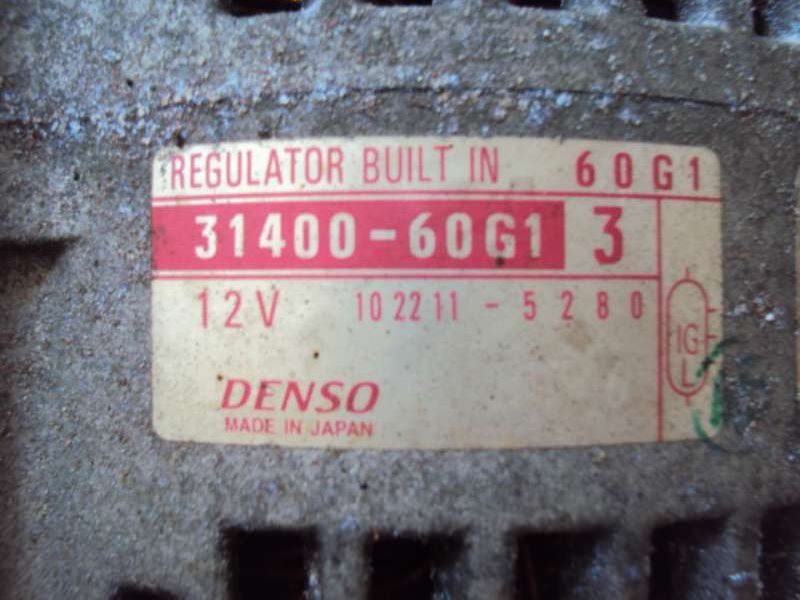 REGULATOR BUILT IN 60G1
31400-60G1 3
12V 102211-5280
IG
L
DENSO
MADE IN JAPAN